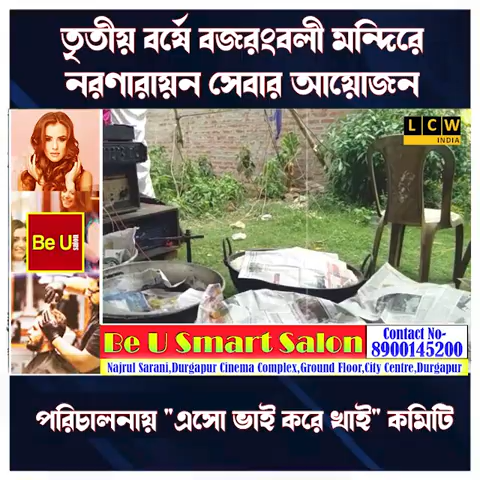 তৃতীয় বর্ষে বজরংবলী মন্দিরে
নরণারায়ন সেবার আয়োজন
LCW
INDIA
Be U
SALON
Be U Smart Salon
Contact No-
8900145200
Najrul Sarani,Durgapur Cinema Complex,Ground Floor,City Centre,Durgapur
পরিচালনায় "এসো ভাই করে খাই" কমিটি